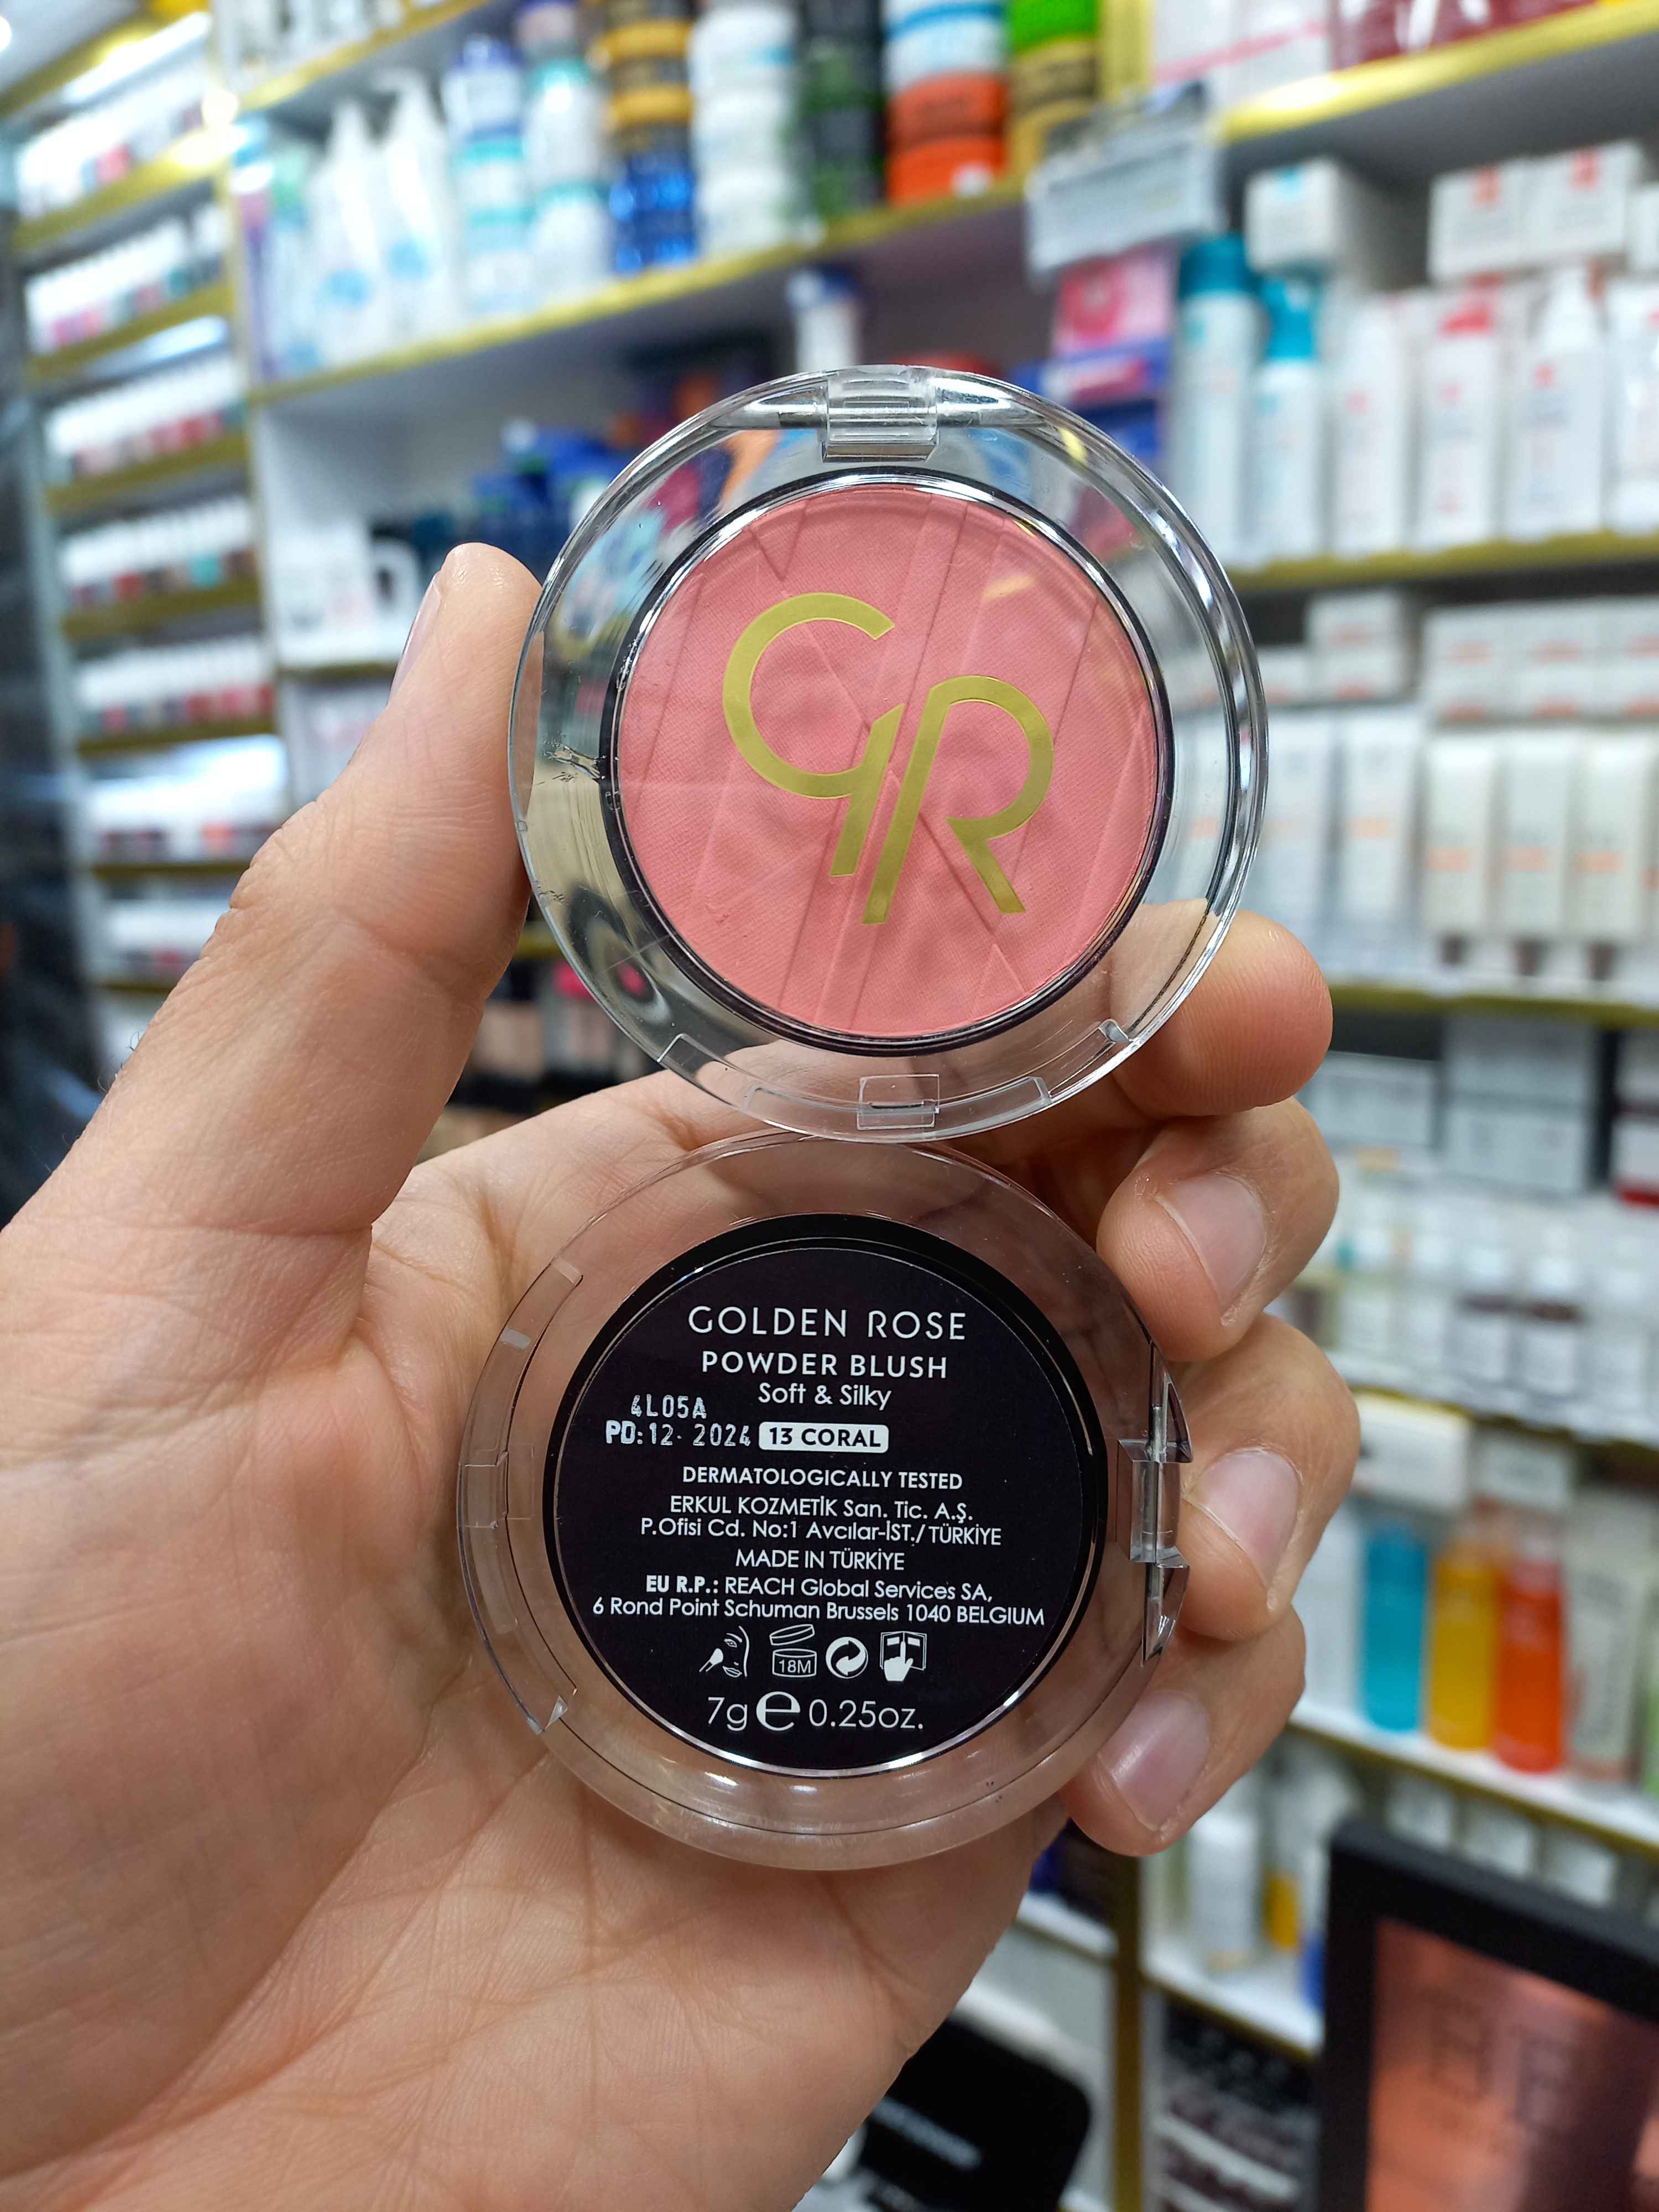 GR
GOLDEN ROSE
POWDER BLUSH
Soft & Silky
4L05A
PD:12. 2024 13 CORAL
DERMATOLOGICALLY TESTED
ERKUL KOZMETİK San. Tic. A.Ş.
P.Ofisi Cd. No:1 Avcılar-İST./TÜRKİYE
MADE IN TÜRKİYE
EU R.P.: REACH Global Services SA,
6 Rond Point Schuman Brussels 1040 BELGIUM
18M
7g e 0.25oz.